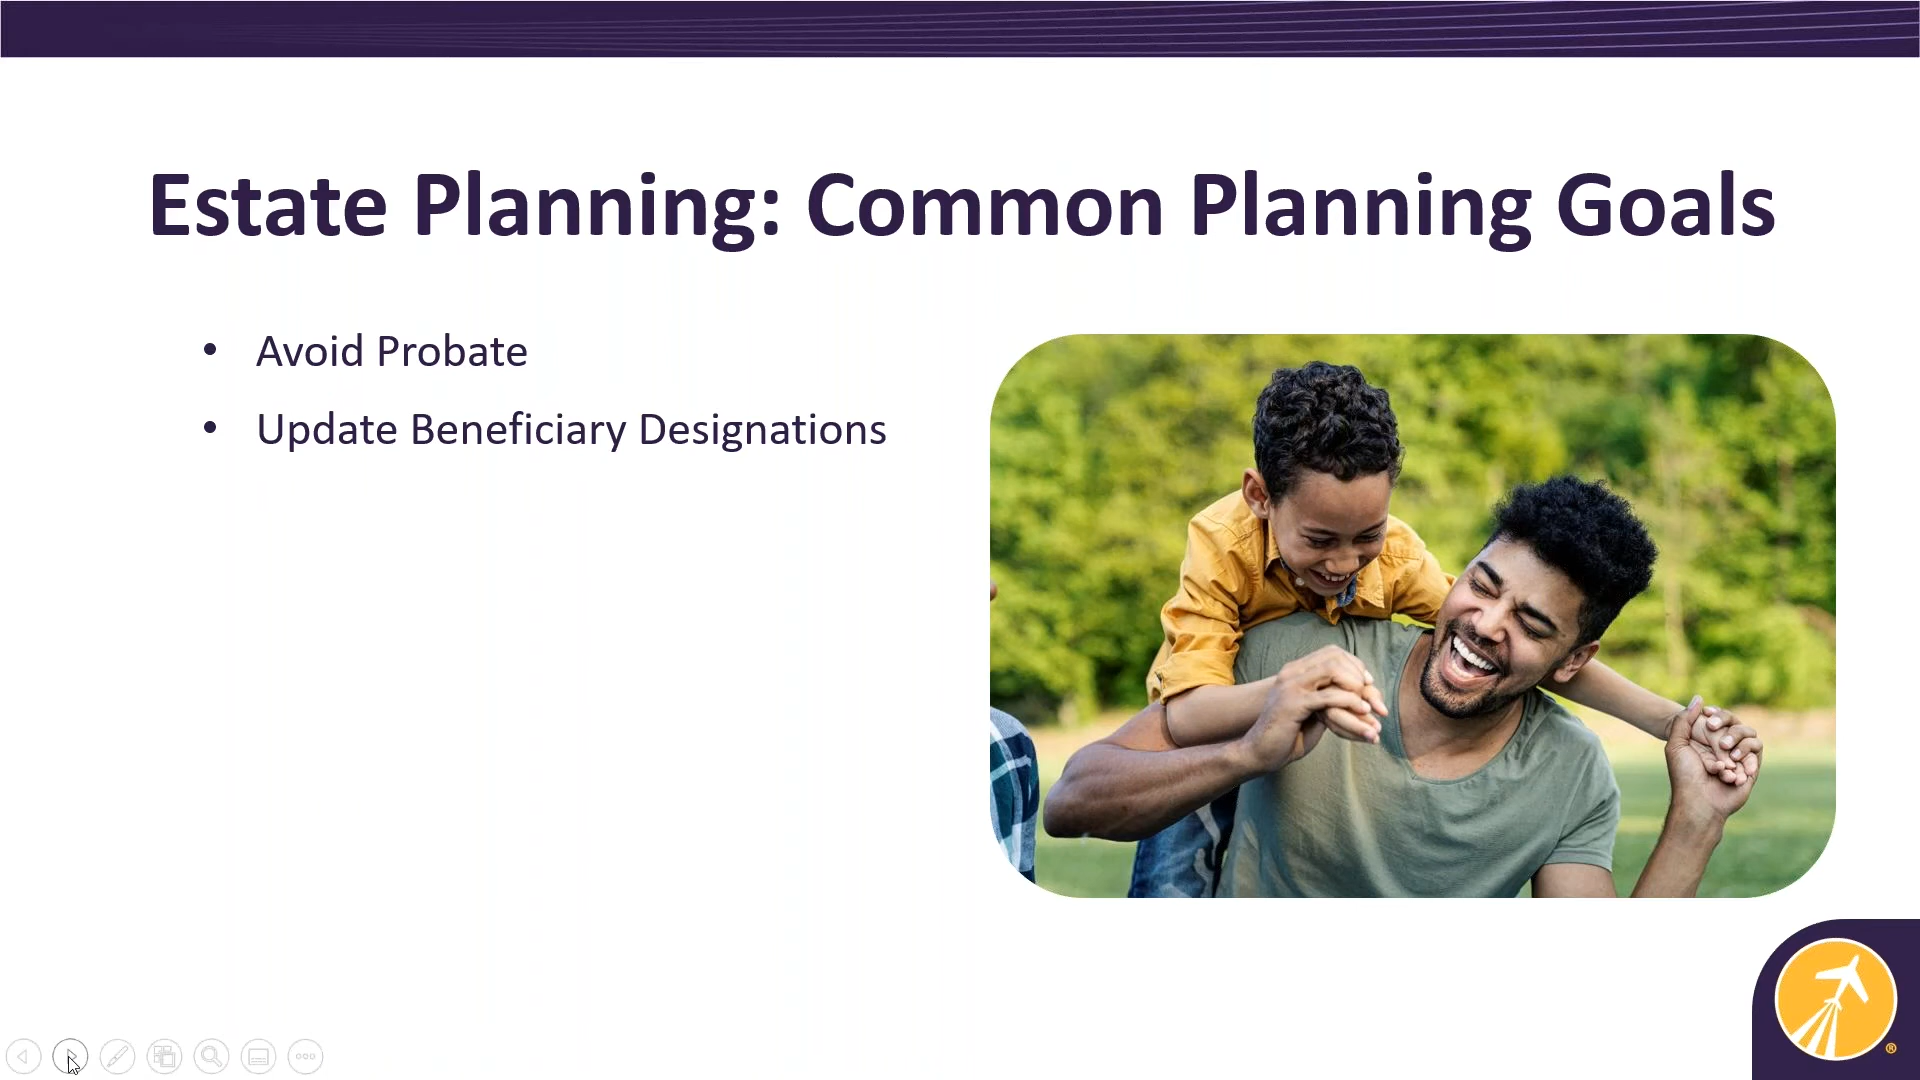 Estate Planning: Common Planning Goals
• Avoid Probate
• Update Beneficiary Designations
®